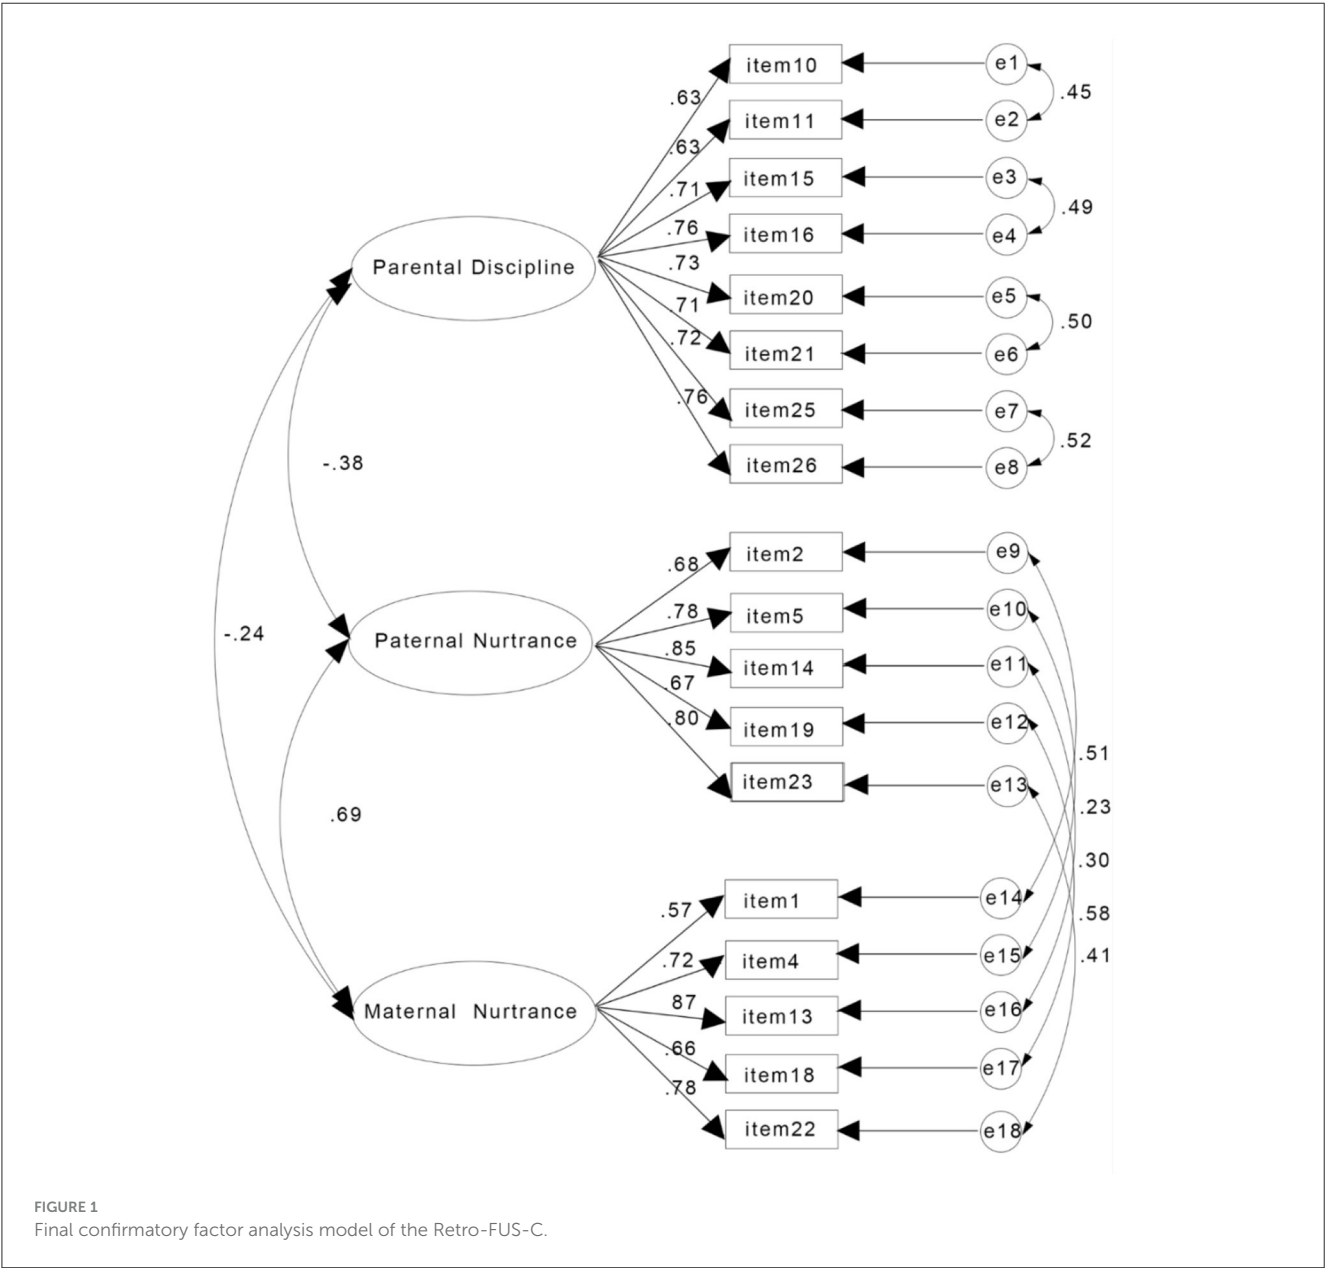 item10
e1
.63
.45
item11
e2
.63
item15
e3
.71
.49
item16
e4
.76
.73
Parental Discipline
item20
e5
.71
.50
.72
item21
e6
.76
item25
e7
.52
-.38
item26
e8
item2
e9
.68
item5
e10
.78
-.24
Paternal Nurtrance
.85
item14
e11
.67
.80
item19
e12
.51
item23
e13
.23
.69
.30
.57
item1
e14
.58
.72
item4
e15
.41
87
Maternal Nurtrance
item13
e16
.66
item18
e17
.78
item22
e18
FIGURE 1
Final confirmatory factor analysis model of the Retro-FUS-C.